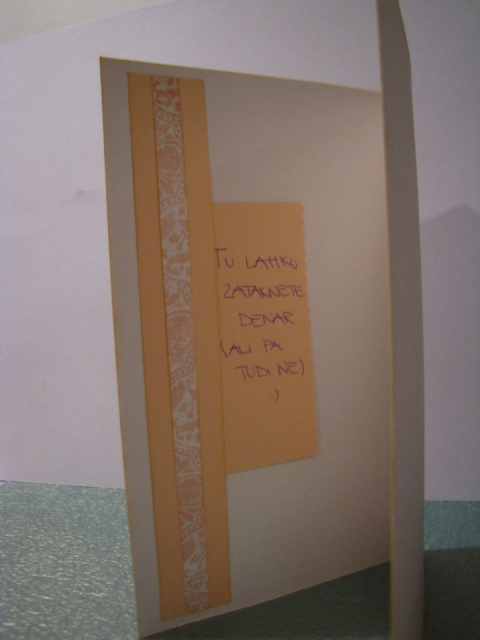 TU LAHKO
ZATAKNETE
DENAR
(ALI PA
TUDI NE)
:)